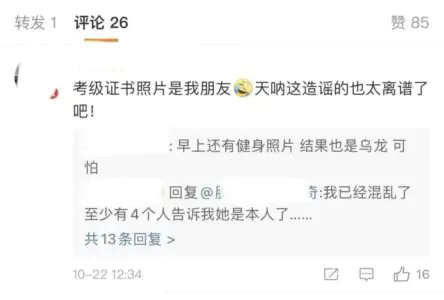 转发 1 评论 26 赞 85
考级证书照片是我朋友 天呐这造谣的也太离谱了
吧！
: 早上还有健身照片 结果也是乌龙 可
怕
回复@ 奇:我已经混乱了
至少有4个人告诉我她是本人了……
共13条回复 >
10-22 12:34 16